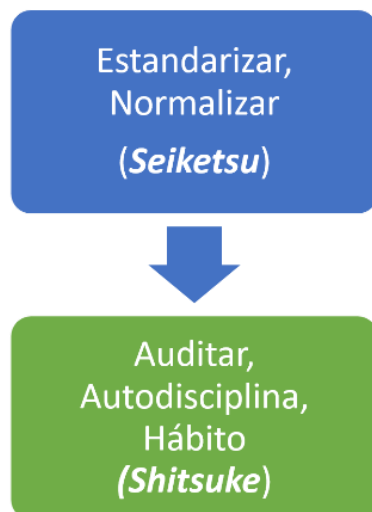 Estandarizar,
Normalizar
(Seiketsu)
Auditar,
Autodisciplina,
Hábito
(Shitsuke)